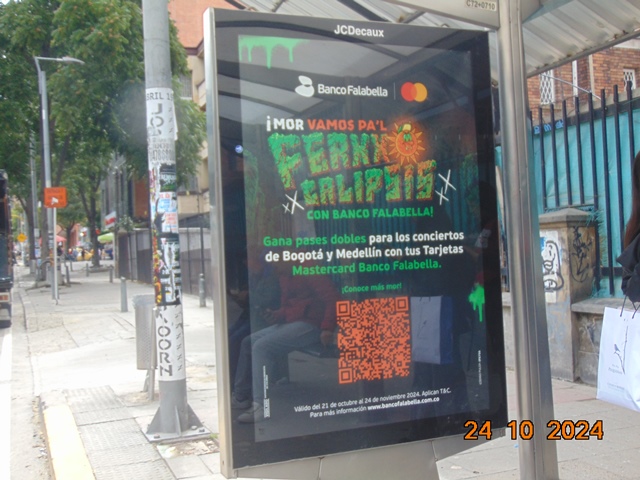 C7240710
JCDecaux
Banco Falabella
¡MOR VAMOS PA'L
FERXXO
CALIPSIS
CON BANCO FALABELLA!
Gana pases dobles para los conciertos
de Bogotá y Medellín con tus Tarjetas
Mastercard Banco Falabella.
¡Conoce más mor!
Válido del 21 de octubre al 24 de noviembre 2024. Aplican T&C.
Para más información www.bancofalabella.com.co
24 10 2024